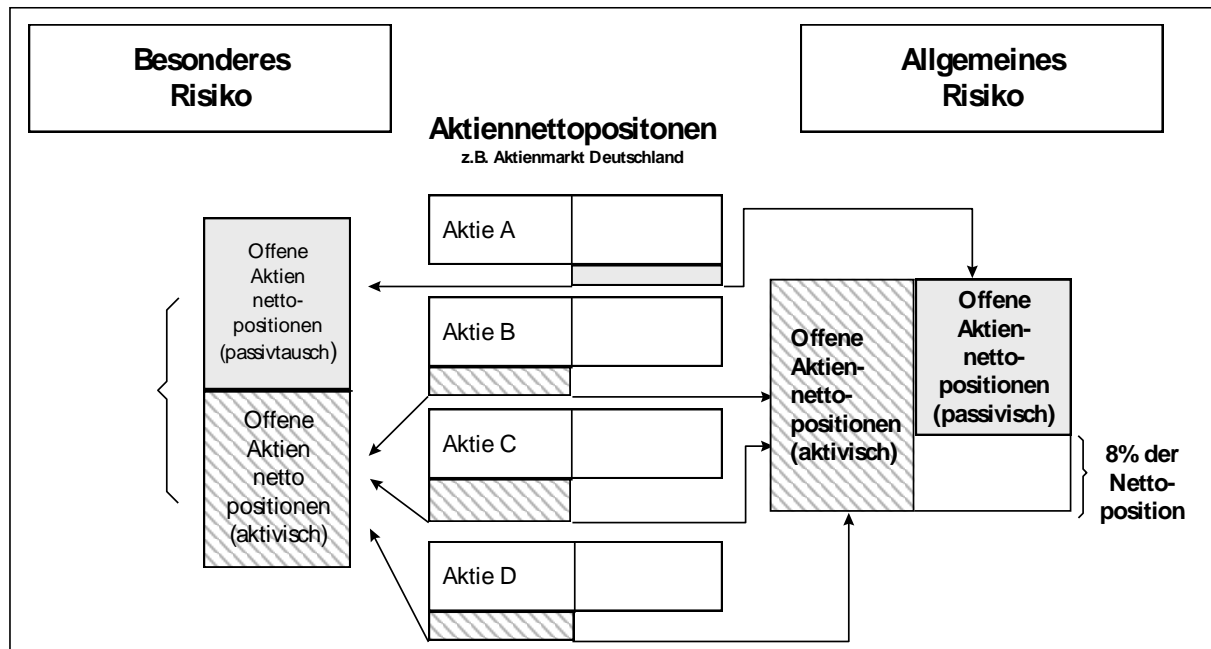 Besonderes
Risiko
Allgemeines
Risiko
Aktiennettopositonen
z.B. Aktienmarkt Deutschland
Aktie A
Offene
Aktien
netto-
positionen
(passivtausch)
Aktie B
Offene
Aktien
netto
positionen
(aktivisch)
Aktie C
Aktie D
Offene
Aktien-
netto-
positionen
(aktivisch)
Offene
Aktien-
netto-
positionen
(passivisch)
8% der
Netto-
position